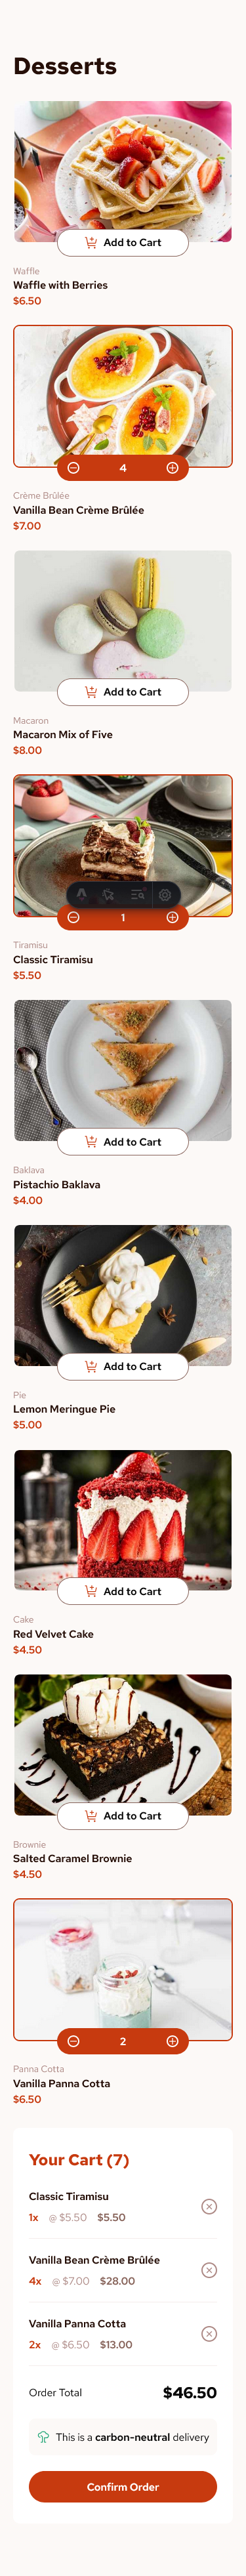 Desserts
Add to Cart
Waffle
Waffle with Berries
$6.50
4
Crème Brûlée
Vanilla Bean Crème Brûlée
$7.00
Add to Cart
Macaron
Macaron Mix of Five
$8.00
1
Tiramisu
Classic Tiramisu
$5.50
Add to Cart
Baklava
Pistachio Baklava
$4.00
Add to Cart
Pie
Lemon Meringue Pie
$5.00
Add to Cart
Cake
Red Velvet Cake
$4.50
Add to Cart
Brownie
Salted Caramel Brownie
$4.50
2
Panna Cotta
Vanilla Panna Cotta
$6.50
Your Cart (7)
Classic Tiramisu
1x @ $5.50 $5.50
Vanilla Bean Crème Brûlée
4x @ $7.00 $28.00
Vanilla Panna Cotta
2x @ $6.50 $13.00
Order Total $46.50
This is a carbon-neutral delivery
Confirm Order